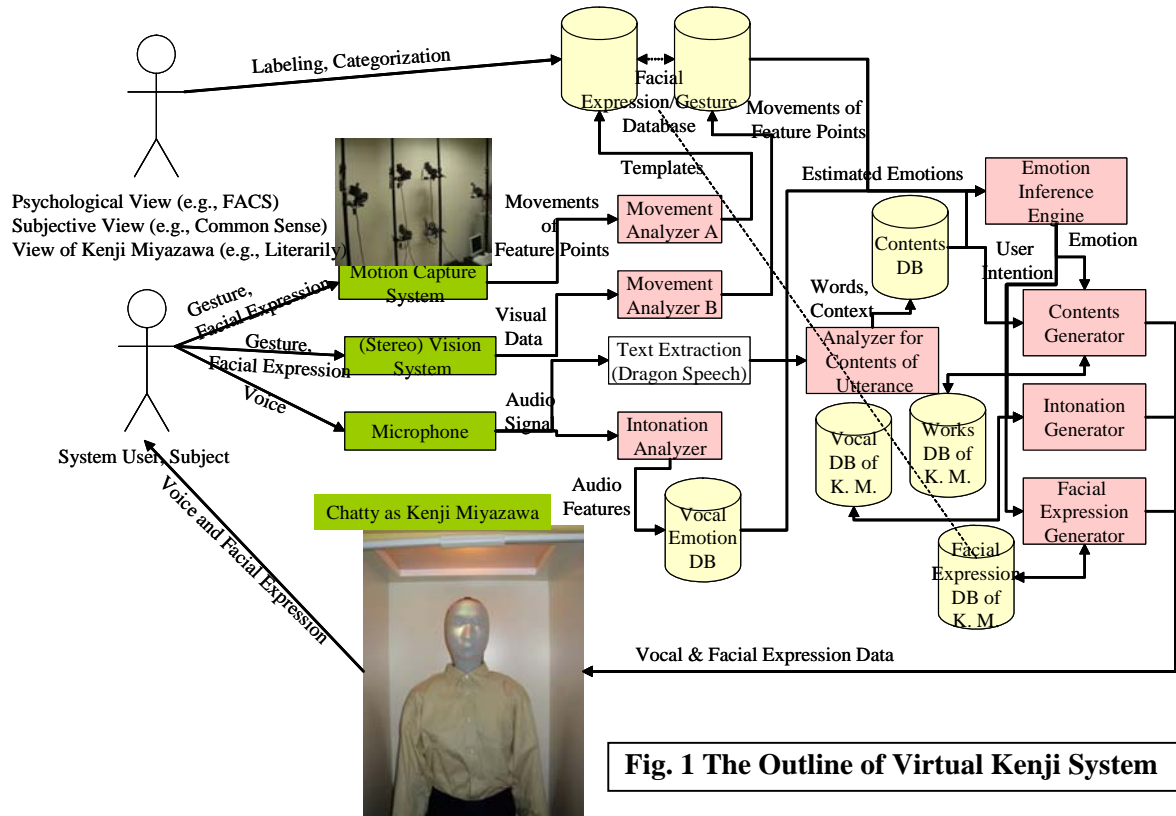 Labeling, Categorization
Facial
Expression/Gesture
Database
Movements of
Feature Points
Templates
Estimated Emotions
Emotion
Inference
Engine
Psychological View (e.g., FACS)
Subjective View (e.g., Common Sense)
View of Kenji Miyazawa (e.g., Literarily)
Movements
of
Feature Points
Movement
Analyzer A
Contents
DB
User
Intention
Emotion
Gesture,
Facial Expression
Motion Capture
System
Movement
Analyzer B
Words,
Context
Contents
Generator
Visual
Data
Gesture,
Facial Expression
(Stereo) Vision
System
Text Extraction
(Dragon Speech)
Analyzer for
Contents of
Utterance
Voice
Microphone
Audio
Signal
Intonation
Analyzer
Vocal
DB of
K. M.
Works
DB of
K. M.
Intonation
Generator
System User, Subject
Voice and Facial Expression
Audio
Features
Vocal
Emotion
DB
Facial
Expression
Generator
Chatty as Kenji Miyazawa
Facial
Expression
DB of
K. M.
Vocal & Facial Expression Data
Fig. 1 The Outline of Virtual Kenji System